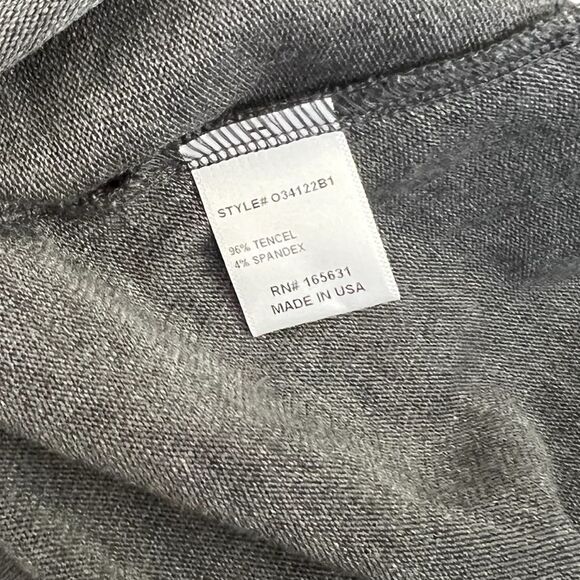 STYLE# O34122B1
96% TENCEL
4% SPANDEX
RN# 165631
MADE IN USA